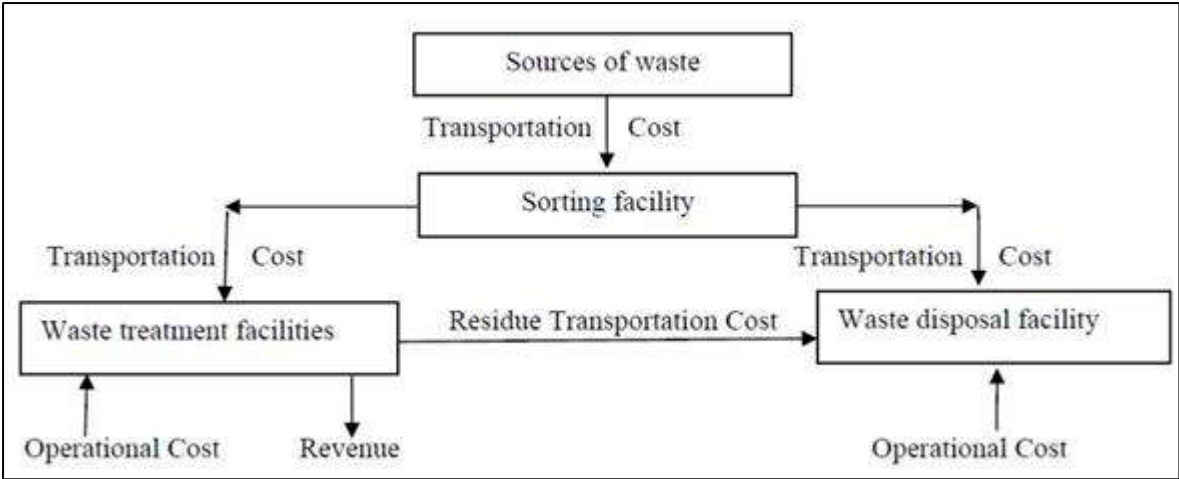 Sources of waste
Transportation Cost
Sorting facility
Transportation Cost
Transportation Cost
Waste treatment facilities
Residue Transportation Cost
Waste disposal facility
Operational Cost
Revenue
Operational Cost